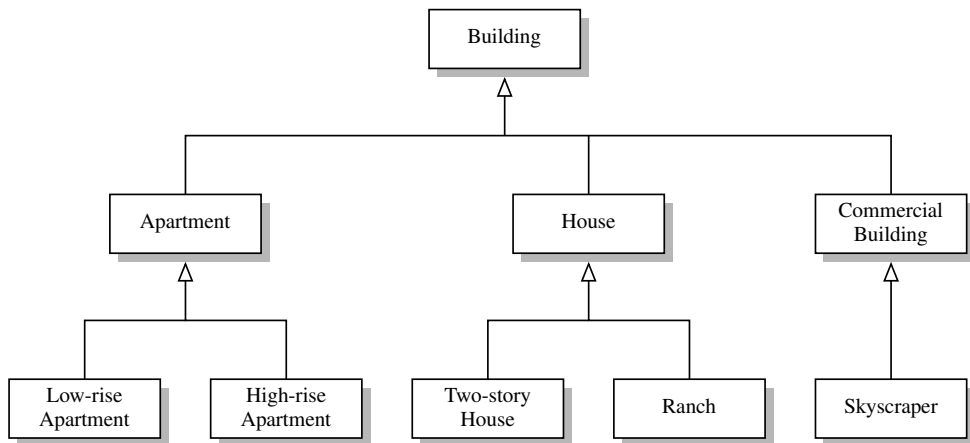 Building
Apartment
House
Commercial
Building
Low-rise
Apartment
High-rise
Apartment
Two-story
House
Ranch
Skyscraper